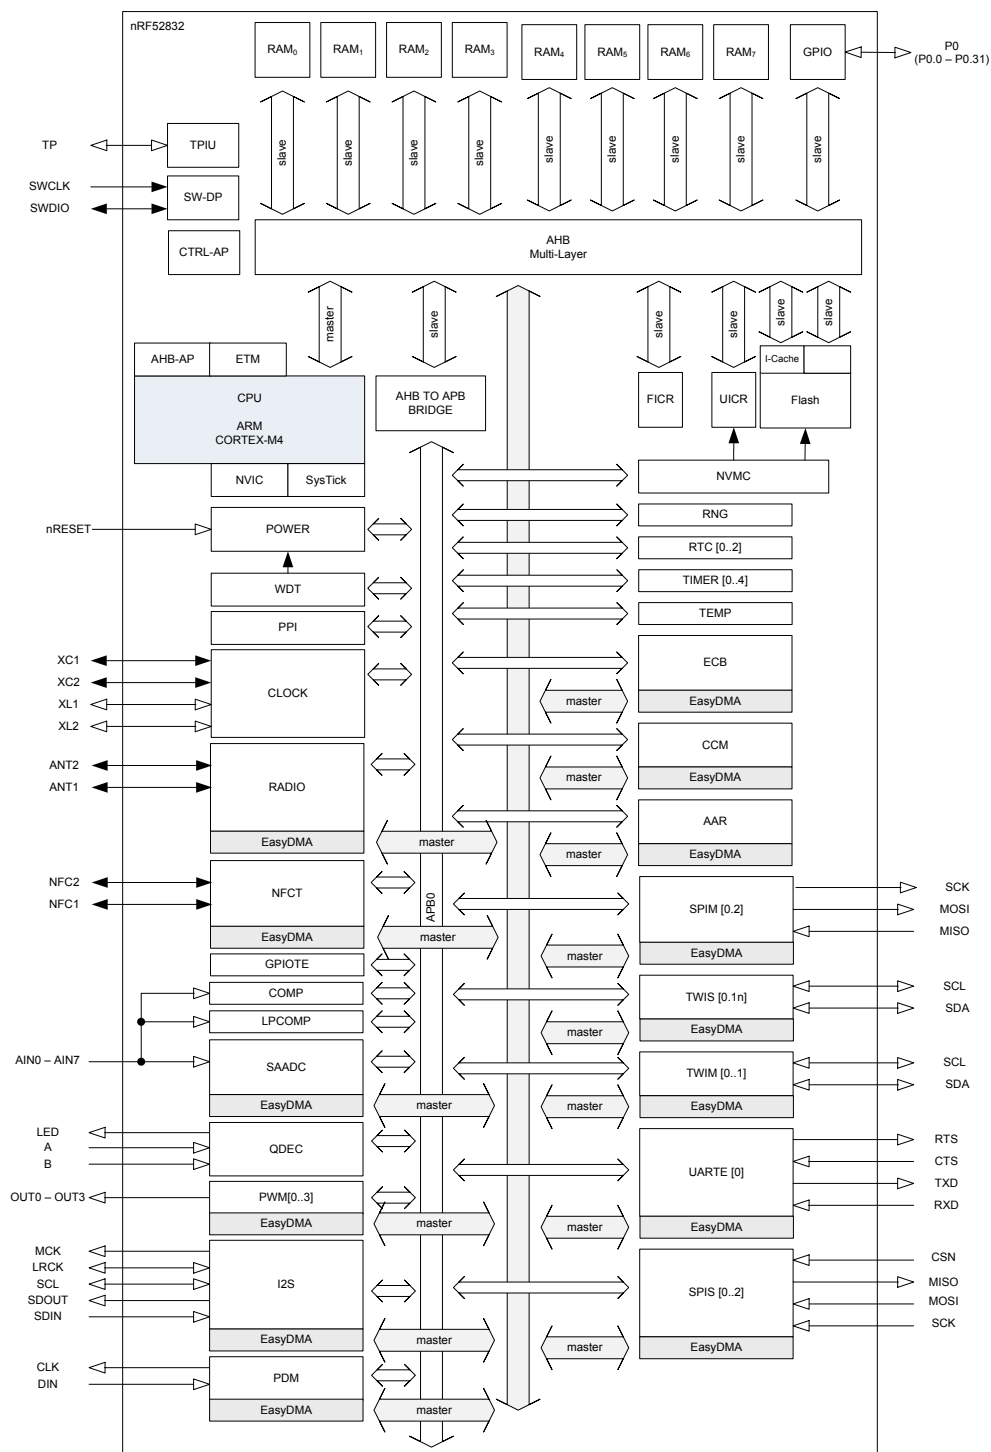 nRF52832
RAM0
RAM1
RAM2
RAM3
RAM4
RAM5
RAM6
RAM7
GPIO
P0
(P0.0 – P0.31)
slave
slave
slave
slave
slave
slave
slave
slave
slave
TP
TPIU
SWCLK
SWDIO
SW-DP
CTRL-AP
AHB
Multi-Layer
master
slave
slave
slave
slave
slave
AHB-AP
ETM
CPU
ARM
CORTEX-M4
NVIC
SysTick
AHB TO APB
BRIDGE
FICR
UICR
I-Cache
Flash
NVMC
nRESET
POWER
RNG
RTC [0..2]
WDT
TIMER [0..4]
PPI
TEMP
XC1
XC2
XL1
XL2
CLOCK
ECB
master
EasyDMA
ANT2
ANT1
RADIO
EasyDMA
master
CCM
master
EasyDMA
AAR
master
EasyDMA
NFC2
NFC1
NFCT
EasyDMA
master
APB0
SPIM [0.2]
master
EasyDMA
SCK
MOSI
MISO
GPIOTE
COMP
LPCOMP
AIN0 – AIN7
SAADC
EasyDMA
master
TWIS [0.1n]
master
EasyDMA
SCL
SDA
TWIM [0..1]
master
EasyDMA
SCL
SDA
LED
A
B
QDEC
UARTE [0]
master
EasyDMA
RTS
CTS
TXD
RXD
OUT0 – OUT3
PWM[0..3]
EasyDMA
master
MCK
LRCK
SCL
SDOUT
SDIN
I2S
EasyDMA
master
SPIS [0..2]
master
EasyDMA
CSN
MISO
MOSI
SCK
CLK
DIN
PDM
EasyDMA
master